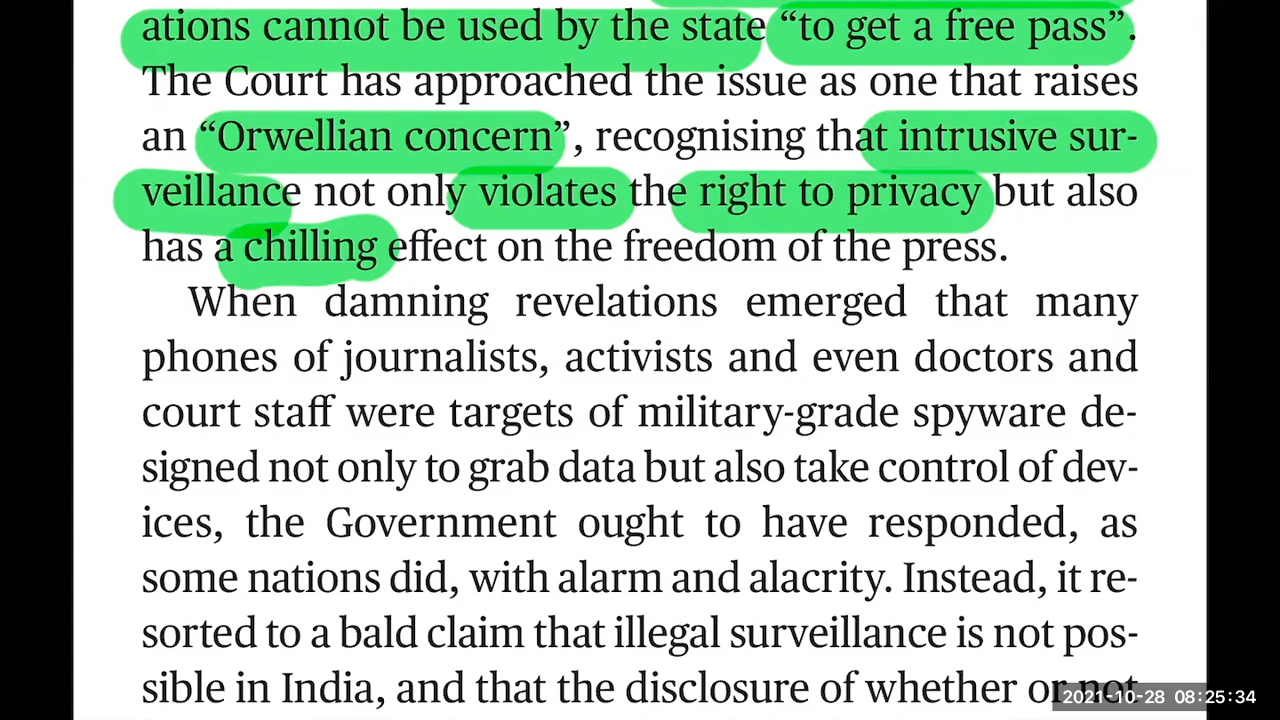 ations cannot be used by the state “to get a free pass”.
The Court has approached the issue as one that raises
an “Orwellian concern”, recognising that intrusive sur-
veillance not only violates the right to privacy but also
has a chilling effect on the freedom of the press.
When damning revelations emerged that many
phones of journalists, activists and even doctors and
court staff were targets of military-grade spyware de-
signed not only to grab data but also take control of dev-
ices, the Government ought to have responded, as
some nations did, with alarm and alacrity. Instead, it re-
sorted to a bald claim that illegal surveillance is not pos-
sible in India, and that the disclosure of whether or not
2021-10-28 08:25:34